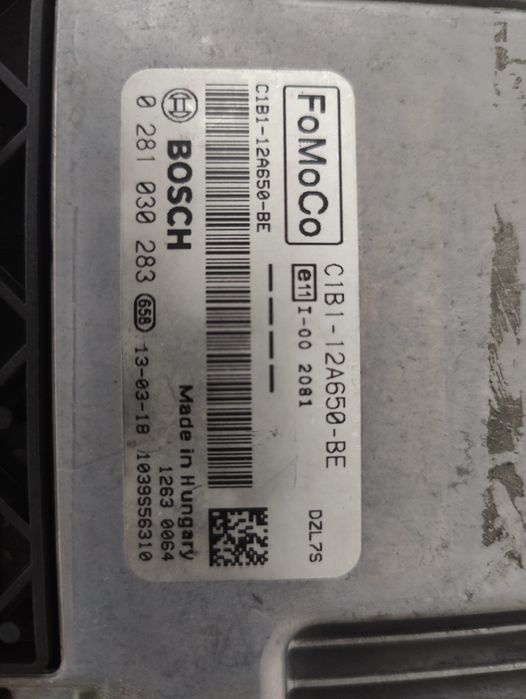 FoMoCo
C1B1-12A650-BE
e11 I-00 2081
DZL7S
C1B1-12A650-BE
BOSCH
Made in Hungary
1263 0064
0 281 030 283 658 13-03-18 1039S56310